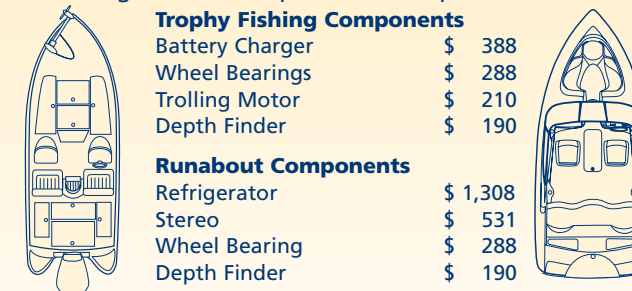 Trophy Fishing Components
Battery Charger $ 388
Wheel Bearings $ 288
Trolling Motor $ 210
Depth Finder $ 190
Runabout Components
Refrigerator $ 1,308
Stereo $ 531
Wheel Bearing $ 288
Depth Finder $ 190